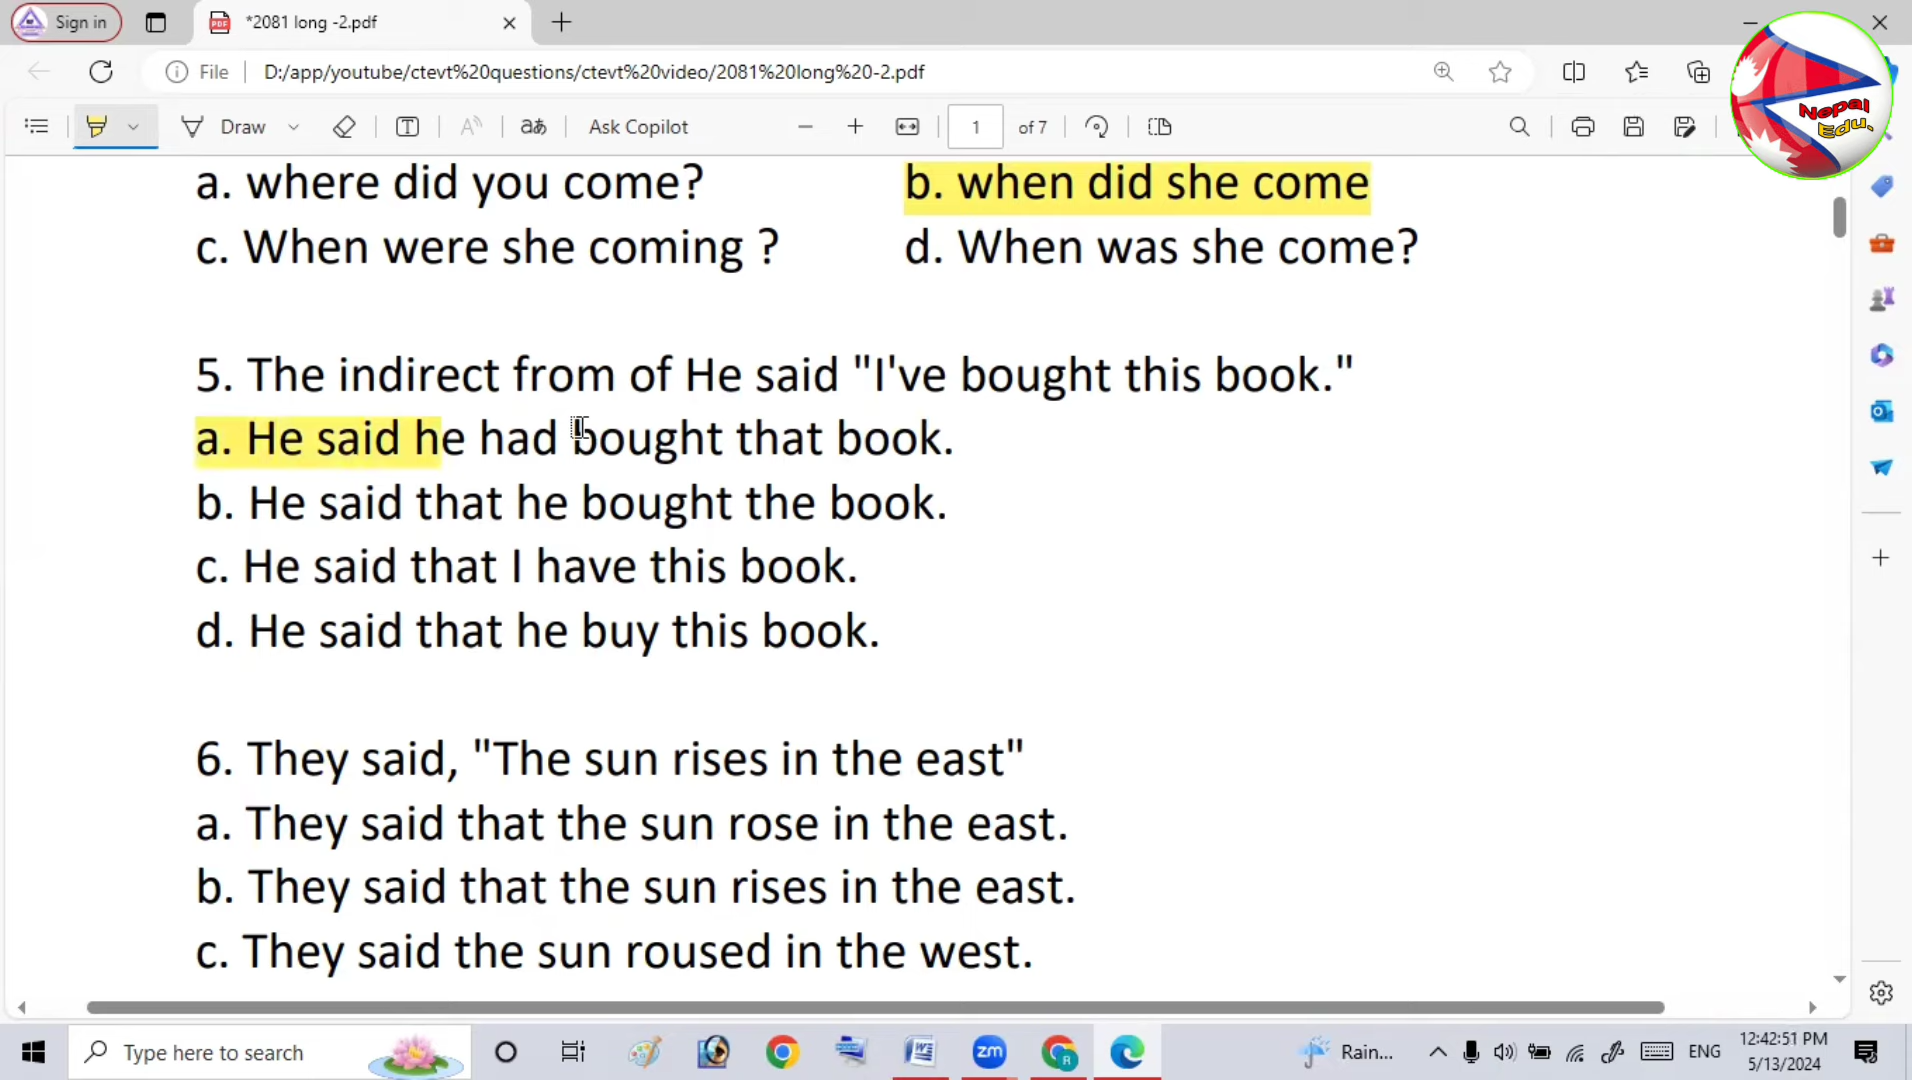 Sign in
*2081 long -2.pdf
File
D:/app/youtube/ctevt%20questions/ctevt%20video/2081%20long%20-2.pdf
Draw
Ask Copilot
1
of 7
Nepal
Edu.
a. where did you come?
b. when did she come
c. When were she coming ?
d. When was she come?
5. The indirect from of He said "I've bought this book."
a. He said he had bought that book.
b. He said that he bought the book.
c. He said that I have this book.
d. He said that he buy this book.
6. They said, "The sun rises in the east"
a. They said that the sun rose in the east.
b. They said that the sun rises in the east.
c. They said the sun roused in the west.
Type here to search
zm
R
Rain...
ENG
12:42:51 PM
5/13/2024